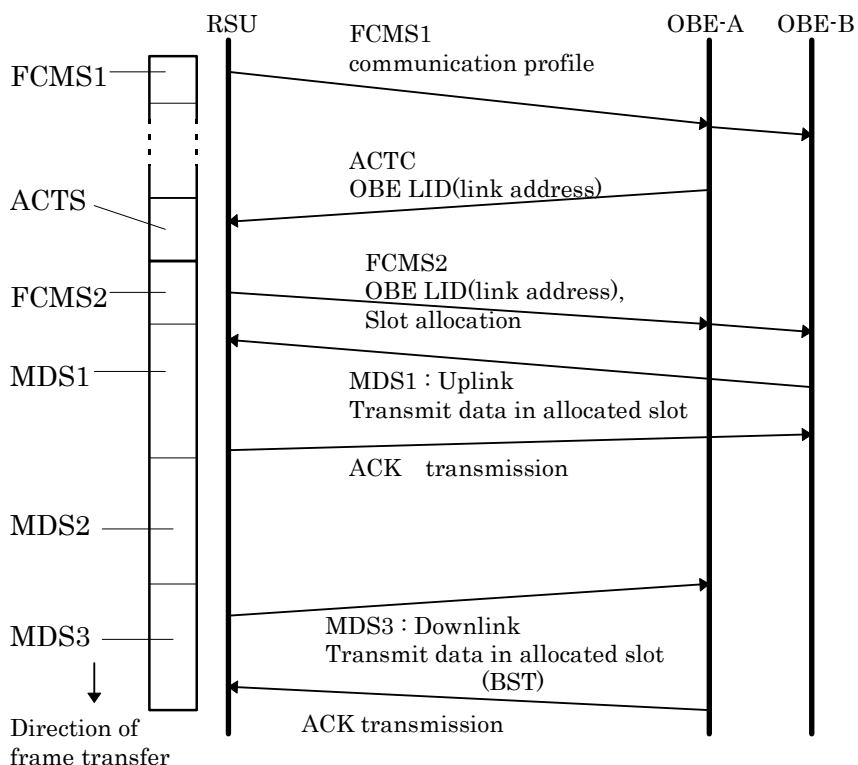 RSU
OBE-A
OBE-B
FCMS1
FCMS1
communication profile
ACTS
ACTC
OBE LID(link address)
FCMS2
FCMS2
OBE LID(link address),
Slot allocation
MDS1
MDS1 : Uplink
Transmit data in allocated slot
ACK transmission
MDS2
MDS3
MDS3 : Downlink
Transmit data in allocated slot
(BST)
ACK transmission
Direction of
frame transfer